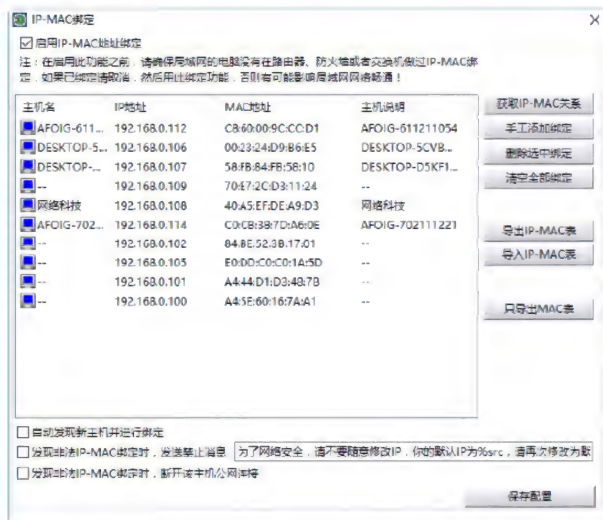 IP-MAC绑定
启用IP-MAC地址绑定
注：在启用此功能之前，请确保局域网的电脑没有在路由器、防火墙或者交换机做过IP-MAC绑
定，如果已绑定请取消，然后用此绑定功能，否则有可能影响局域网网络畅通！
主机名 IP地址 MAC地址 主机说明
AFOIG-611... 192.168.0.112 C8:60:00:9C:CC:D1 AFOIG-611211054
DESKTOP-5... 192.168.0.106 00:23:24:D9:B6:E5 DESKTOP-5CVB...
DESKTOP-... 192.168.0.107 58:FB:84:FB:58:10 DESKTOP-D5KF1...
-- 192.168.0.109 70:E7:2C:D3:11:24 --
网络科技 192.168.0.108 40:A5:EF:DE:A9:D3 网络科技
AFOIG-702... 192.168.0.114 C0:CB:38:7D:A6:0E AFOIG-702111221
-- 192.168.0.102 84:8E:52:3B:17:01 --
-- 192.168.0.105 E0:DD:C0:C0:1A:5D --
-- 192.168.0.101 A4:44:D1:D3:48:7B --
-- 192.168.0.100 A4:5E:60:16:7A:A1 --
获取IP-MAC关系
手工添加绑定
删除选中绑定
清空全部绑定
导出IP-MAC表
导入IP-MAC表
只导出MAC表
自动发现新主机并进行绑定
发现非法IP-MAC绑定时，发送禁止消息 为了网络安全，请不要随意修改IP，你的默认IP为%src，请再次修改为默
发现非法IP-MAC绑定时，断开该主机公网连接
保存配置